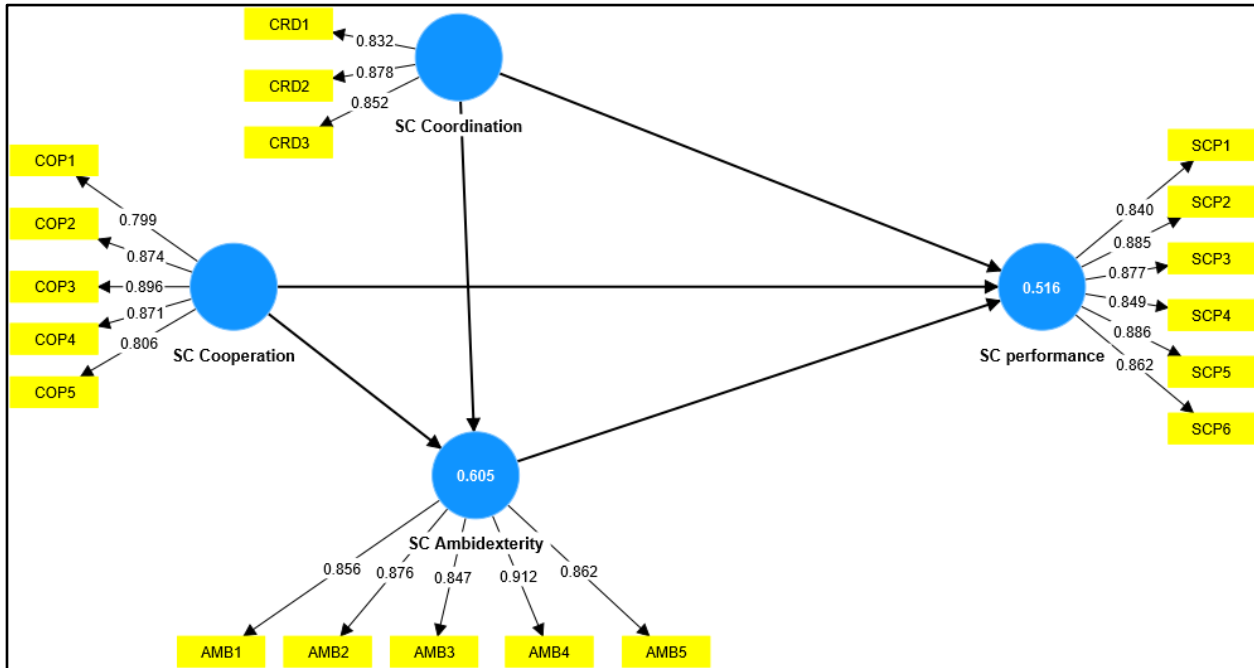 CRD1
0.832
CRD2
0.878
CRD3
0.852
SC Coordination
COP1
0.799
COP2
0.874
COP3
0.896
COP4
0.871
COP5
0.806
SC Cooperation
SCP1
0.840
SCP2
0.885
SCP3
0.877
SCP4
0.849
SCP5
0.886
SCP6
0.862
0.516
SC performance
0.605
SC Ambidexterity
0.856
0.876
0.847
0.912
0.862
AMB1
AMB2
AMB3
AMB4
AMB5